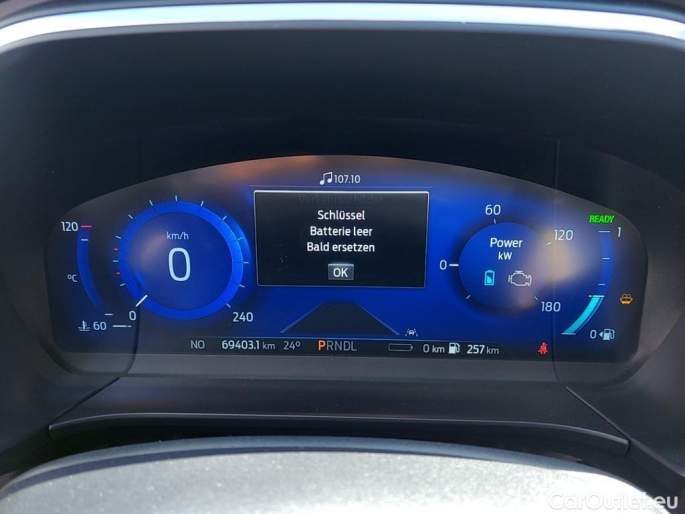 107.10
Schlüssel
Batterie leer
Bald ersetzen
OK
120
°C
60
km/h
0
0
240
60
0
120
180
Power
kW
READY
1
0
NO 69403.1 km 24° PRNDL 0 km 257 km
CarOutlet.eu